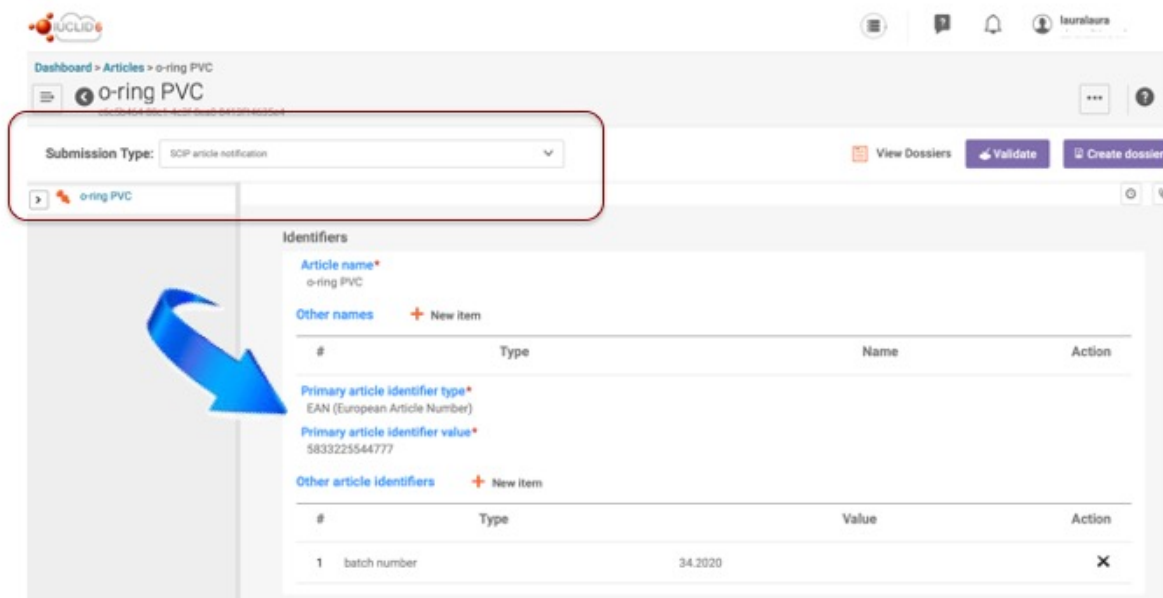 IUCLID6
lauralaura
Dashboard > Articles > o-ring PVC
o-ring PVC
Submission Type: SCIP article notification
View Dossiers Validate Create dossier
o-ring PVC
Identifiers
Article name*
o-ring PVC
Other names + New item
# Type Name Action
Primary article identifier type*
EAN (European Article Number)
Primary article identifier value*
5833225544777
Other article identifiers + New item
# Type Value Action
1 batch number 34.2020